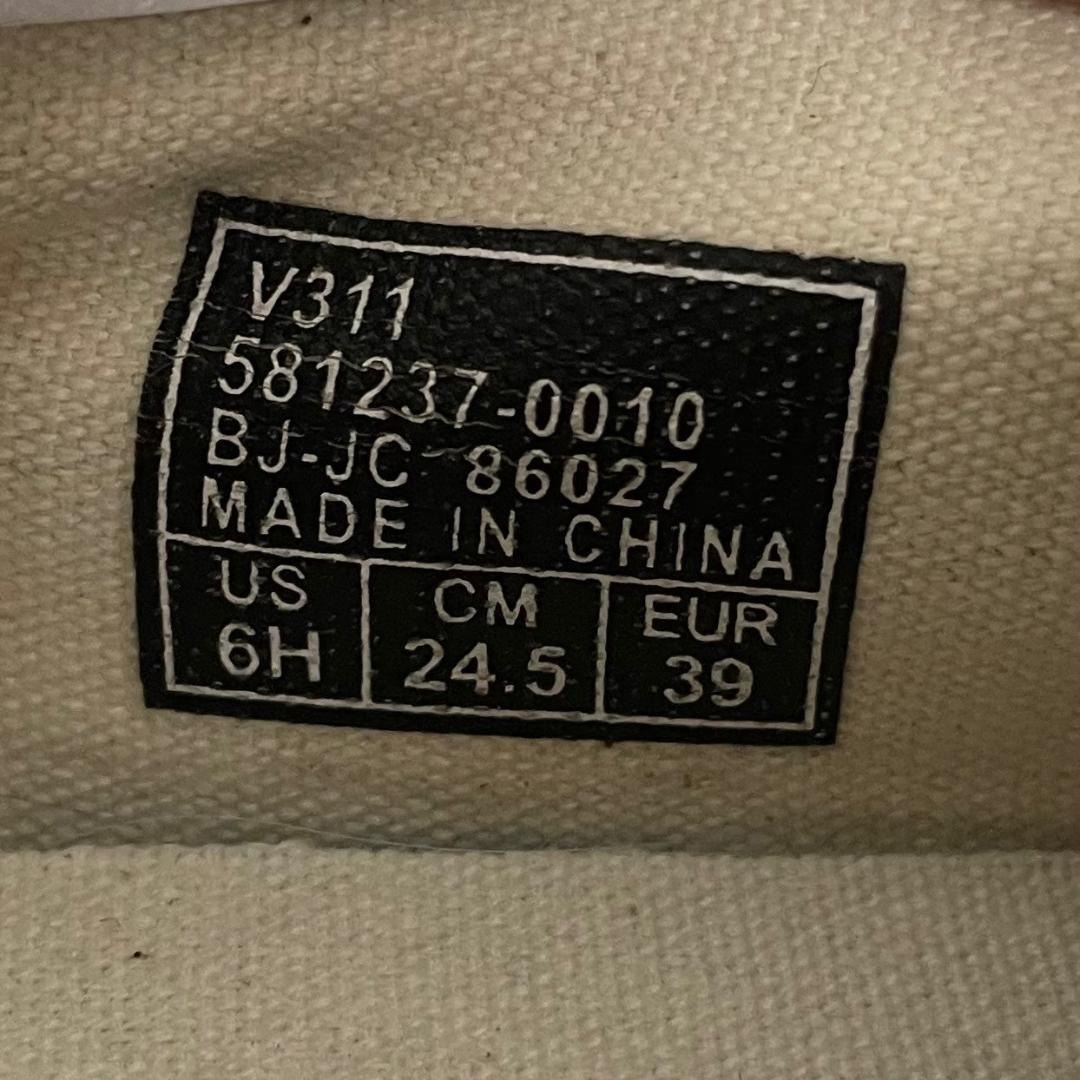 V311
581237-0010
BJ-JC 86027
MADE IN CHINA
US CM EUR
6H 24.5 39